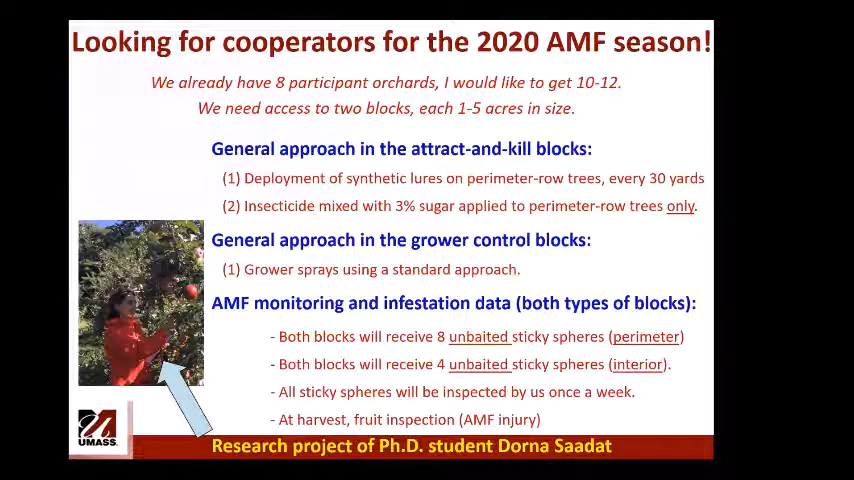 Looking for cooperators for the 2020 AMF season!
We already have 8 participant orchards, I would like to get 10-12.
We need access to two blocks, each 1-5 acres in size.
General approach in the attract-and-kill blocks:
(1) Deployment of synthetic lures on perimeter-row trees, every 30 yards
(2) Insecticide mixed with 3% sugar applied to perimeter-row trees only.
General approach in the grower control blocks:
(1) Grower sprays using a standard approach.
AMF monitoring and infestation data (both types of blocks):
- Both blocks will receive 8 unbaited sticky spheres (perimeter)
- Both blocks will receive 4 unbaited sticky spheres (interior).
- All sticky spheres will be inspected by us once a week.
- At harvest, fruit inspection (AMF injury)
UMASS.
Research project of Ph.D. student Dorna Saadat